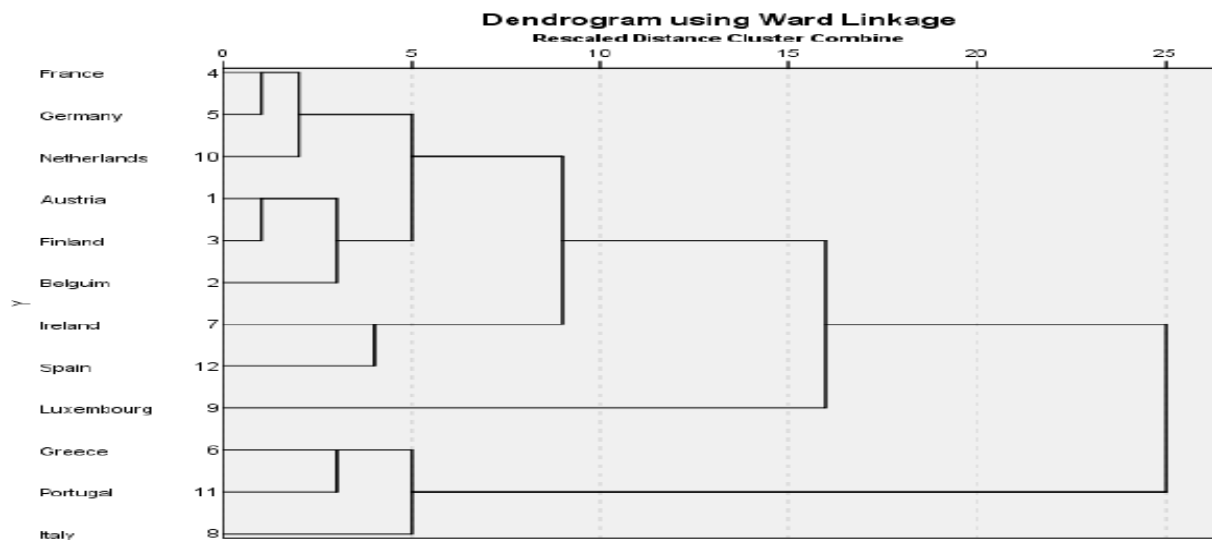 Dendrogram using Ward Linkage
Rescaled Distance Cluster Combine
0 5 10 15 20 25
France 4
Germany 5
Netherlands 10
Austria 1
Finland 3
Belguim 2
Y
Ireland 7
Spain 12
Luxembourg 9
Greece 6
Portugal 11
Italy 8